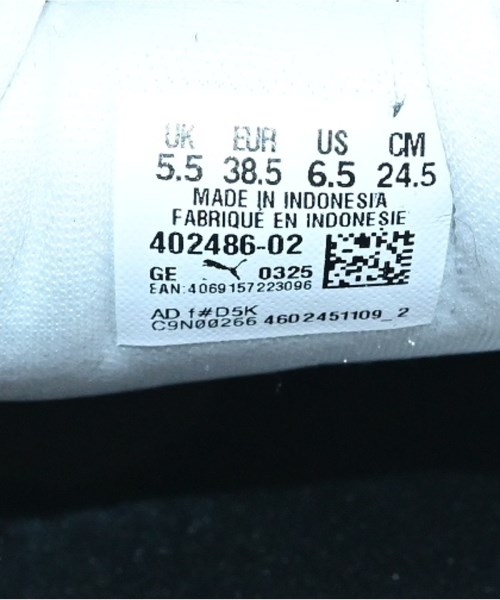 UK EUR US CM
5.5 38.5 6.5 24.5
MADE IN INDONESIA
FABRIQUÉ EN INDONESIE
402486-02
GE 0325
EAN:4069157223096
AD f#D5K
C9N00266 4602451109_2